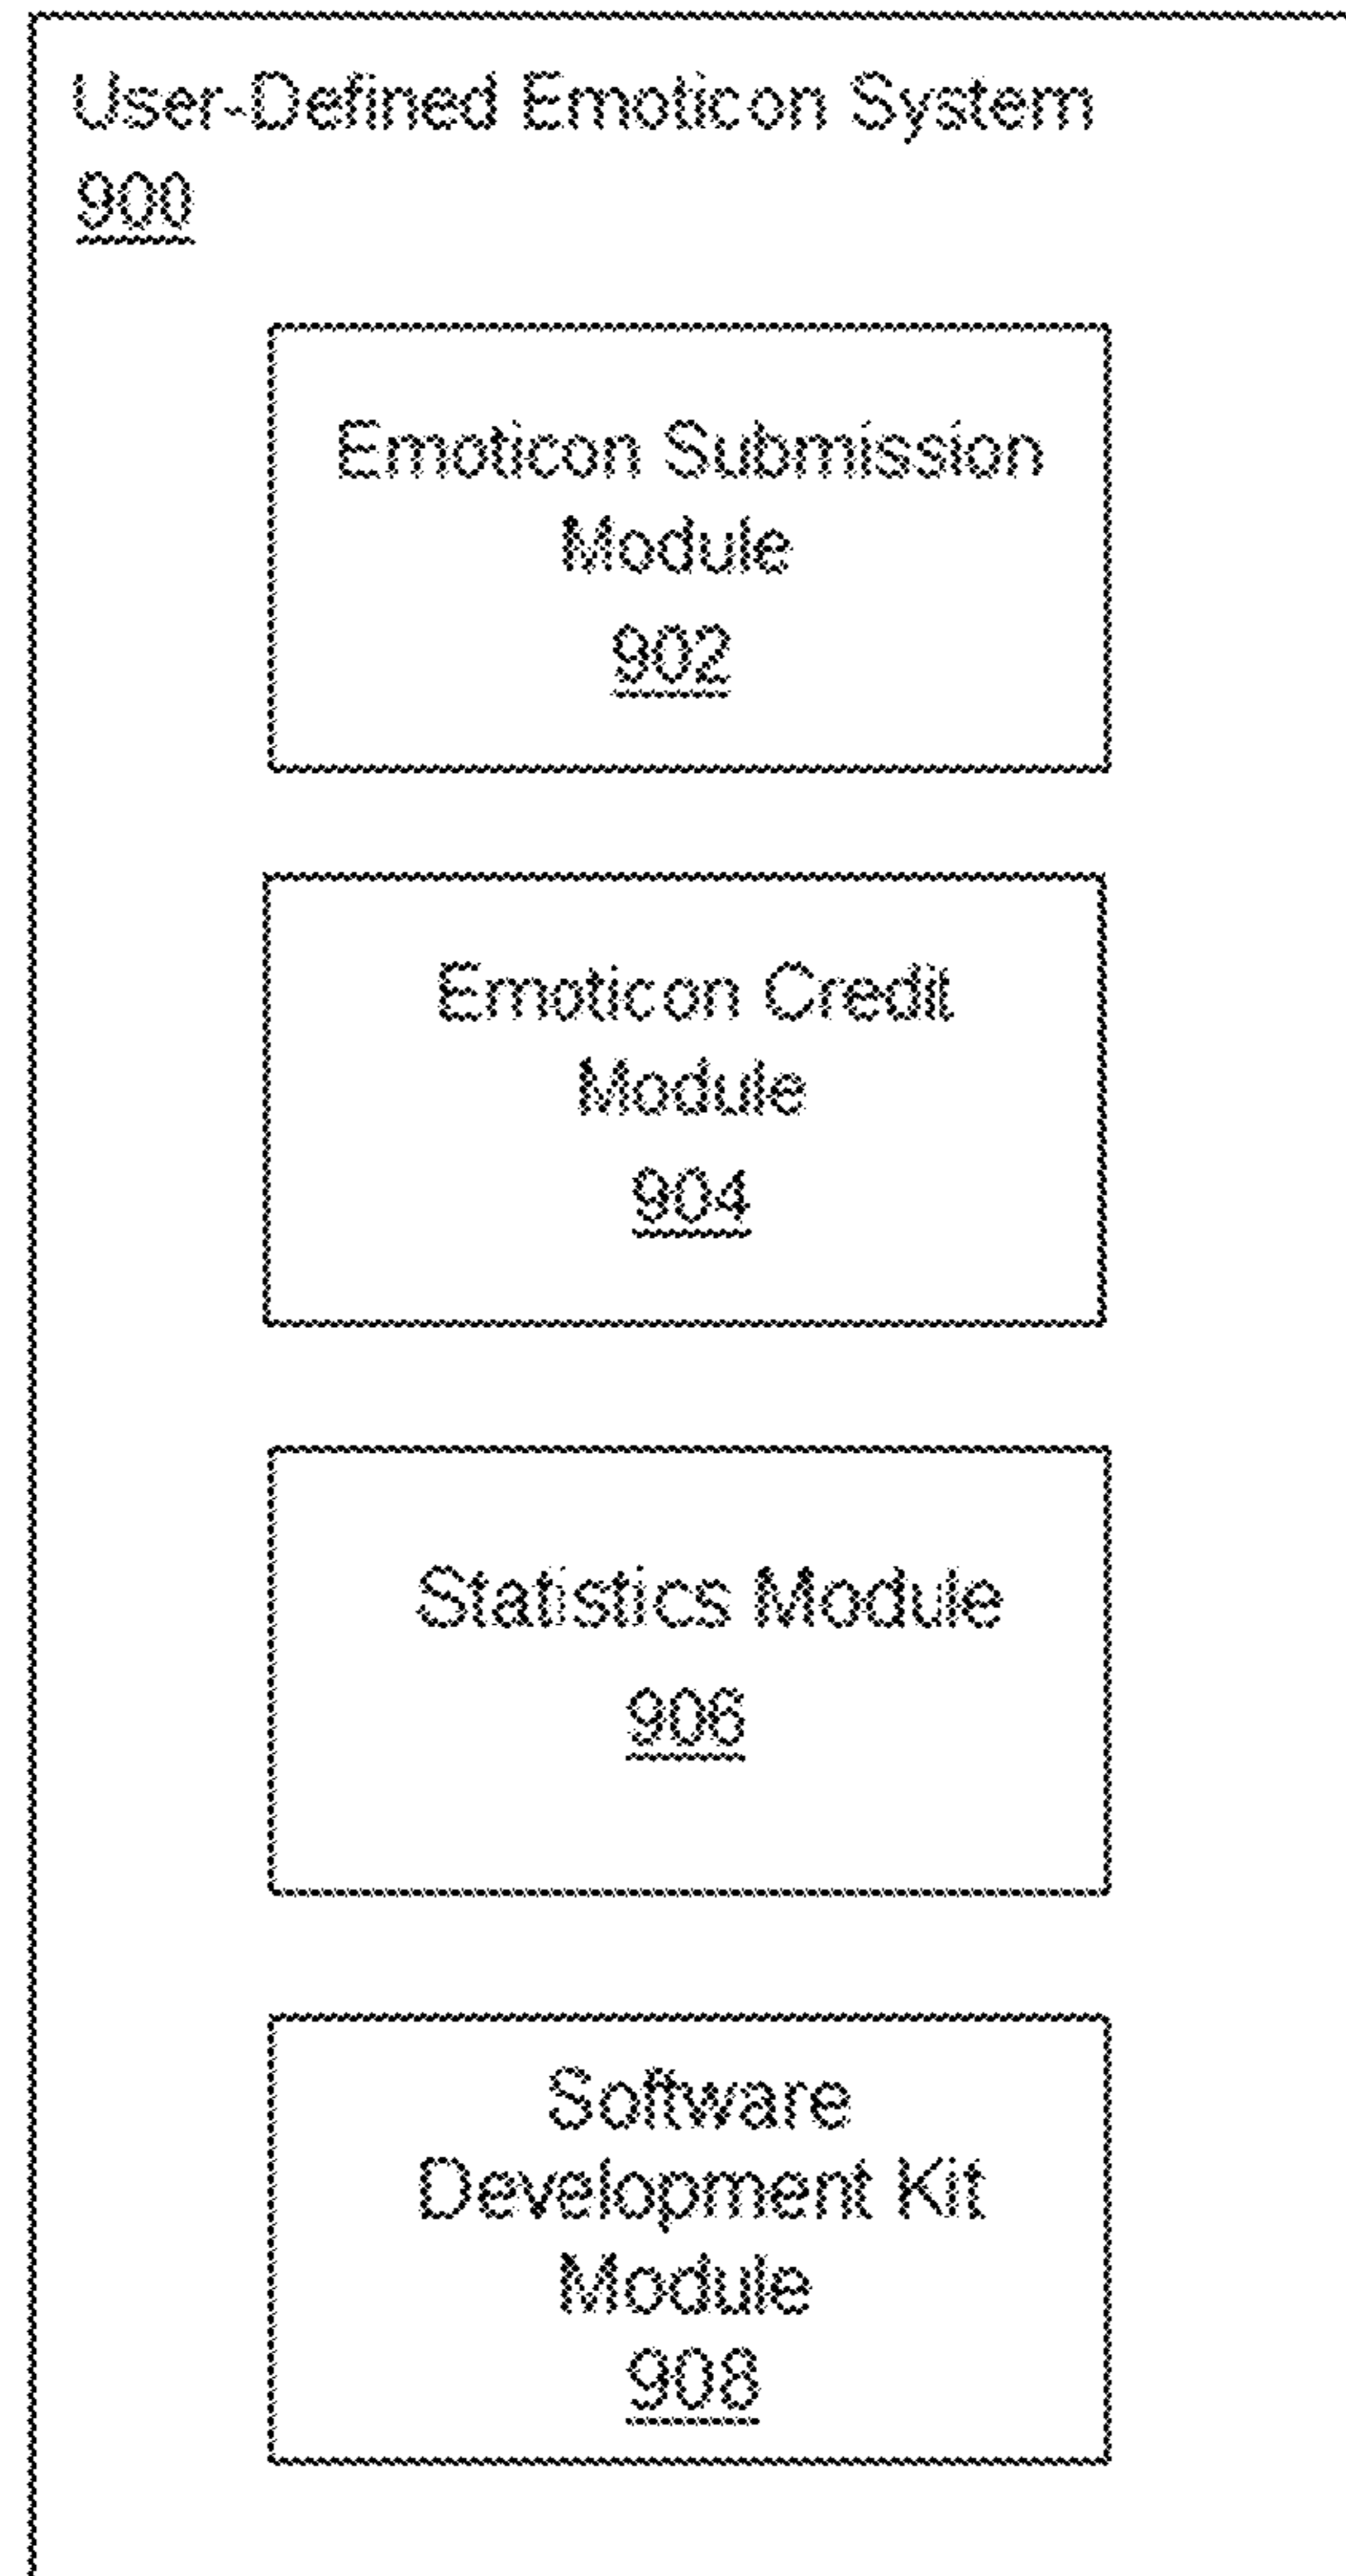 User-Defined Emoticon System
900
Emoticon Submission
Module
902
Emoticon Credit
Module
904
Statistics Module
906
Software
Development Kit
Module
908